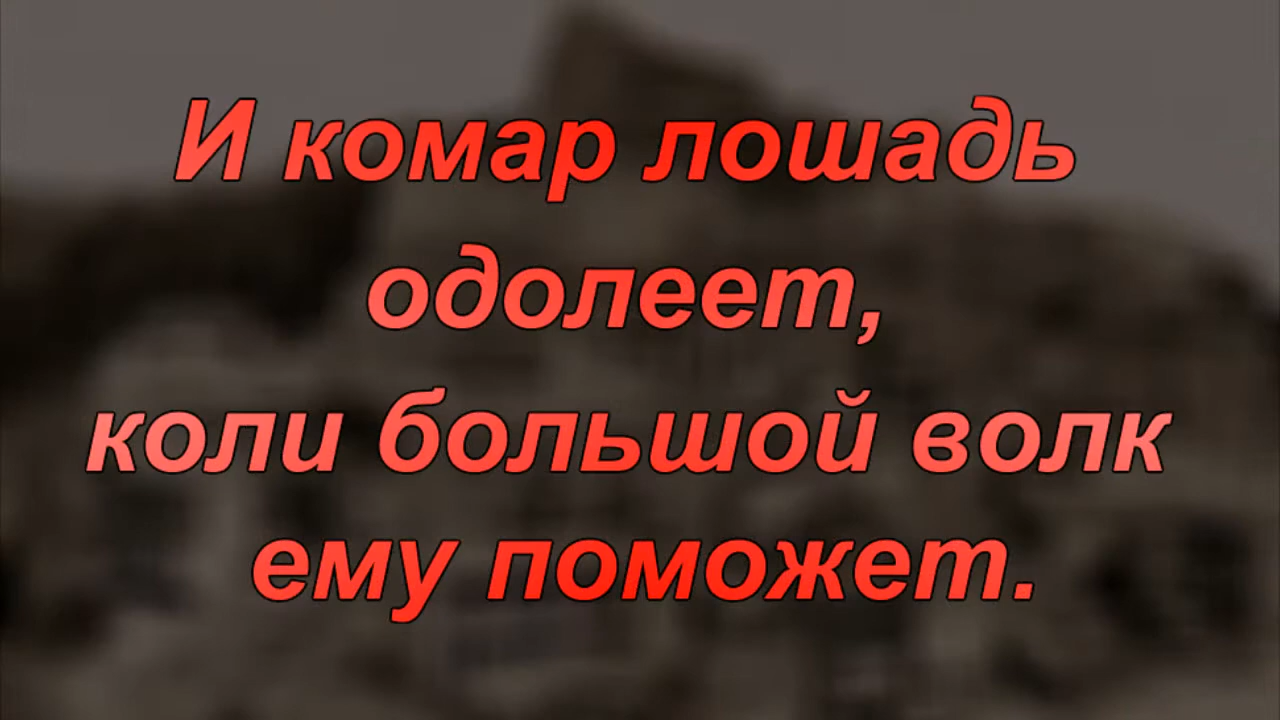 И комар лошадь
одолеет,
коли большой волк
ему поможет.